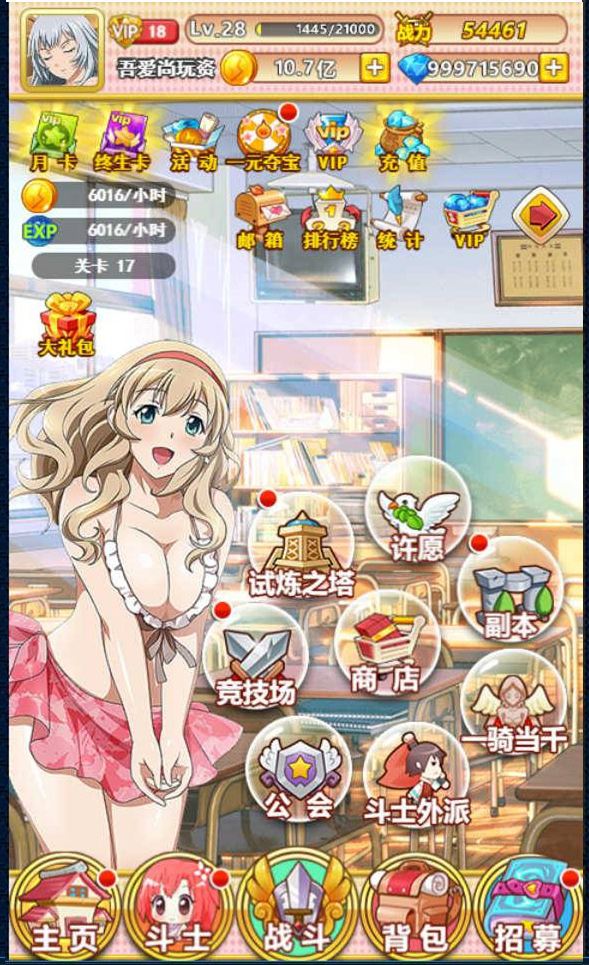 VIP 18 Lv.28 1445/21000 战力 54461
吾爱尚玩资 10.7亿 + 999715690 +
月卡 终生卡 活动 一元夺宝 VIP 充值
6016/小时
EXP 6016/小时
邮箱 排行榜 统计 VIP
关卡 17
大礼包
许愿
试炼之塔
副本
竞技场 商店
一骑当千
公会 斗士外派
主页 斗士 战斗 背包 招募